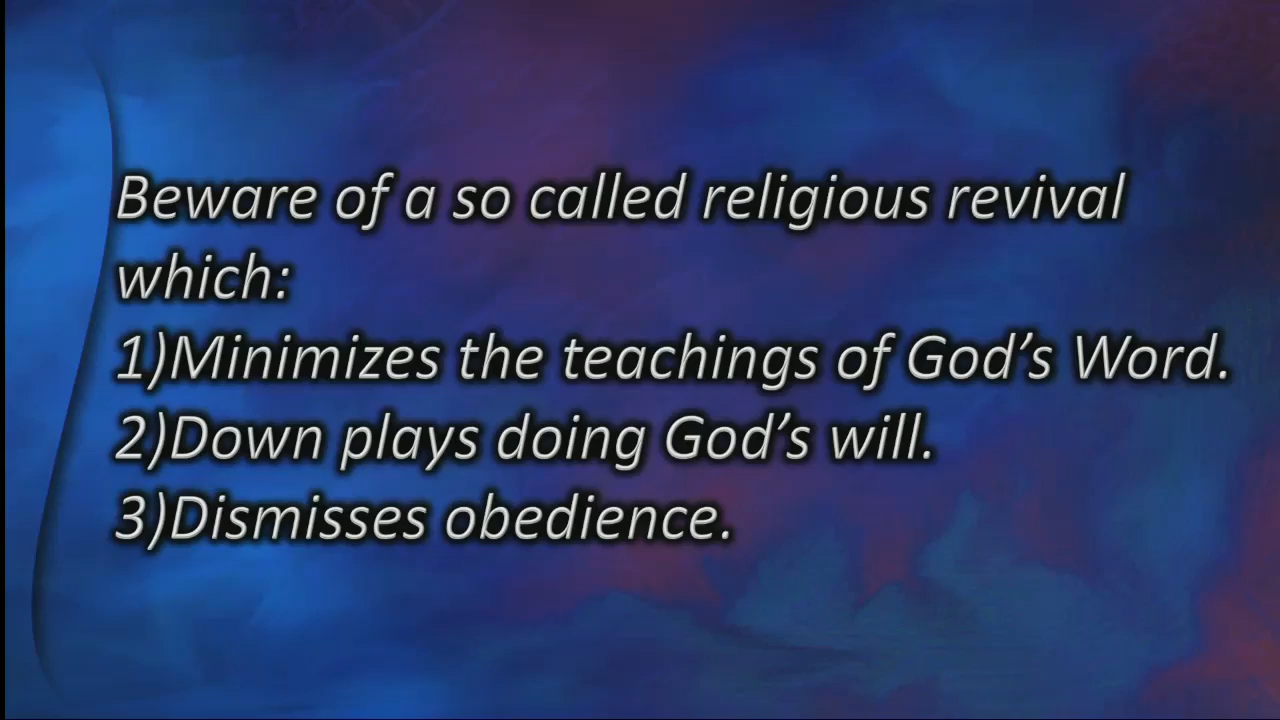 Beware of a so called religious revival
which:
1)Minimizes the teachings of God’s Word.
2)Down plays doing God’s will.
3)Dismisses obedience.